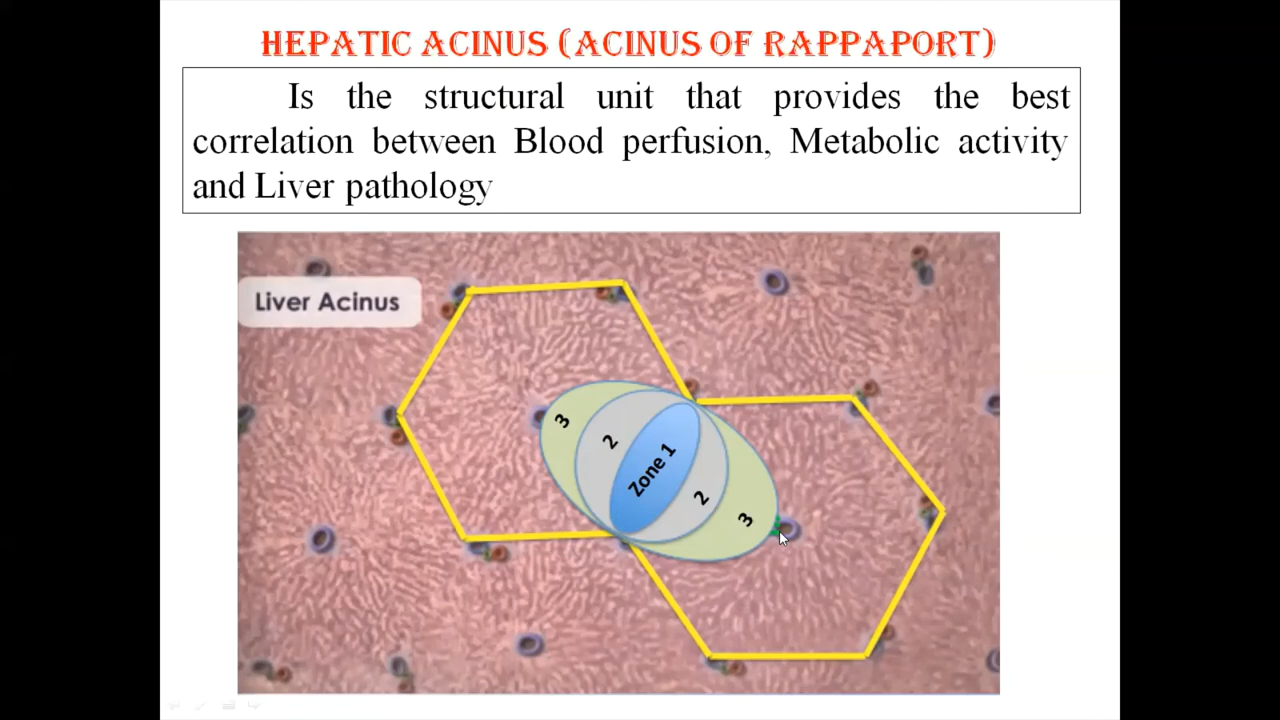 HEPATIC ACINUS (ACINUS OF RAPPAPORT)
Is the structural unit that provides the best
correlation between Blood perfusion, Metabolic activity
and Liver pathology
Liver Acinus
3
2
Zone 1
2
3